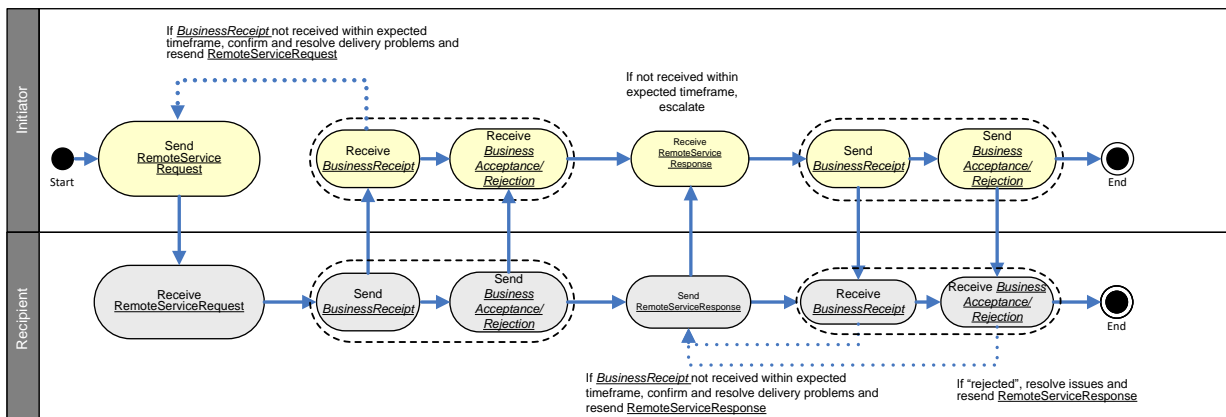 If BusinessReceipt not received within expected
timeframe, confirm and resolve delivery problems and
resend RemoteServiceRequest
If not received within
expected timeframe,
escalate
Initiator
Start
Send
RemoteService
Request
Receive
BusinessReceipt
Receive
Business
Acceptance/
Rejection
Receive
RemoteService
Response
Send
BusinessReceipt
Send
Business
Acceptance/
Rejection
End
Recipient
Receive
RemoteServiceRequest
Send
BusinessReceipt
Send
Business
Acceptance/
Rejection
Send
RemoteServiceResponse
Receive
BusinessReceipt
Receive Business
Acceptance/
Rejection
End
If BusinessReceipt not received within expected
timeframe, confirm and resolve delivery problems and
resend RemoteServiceResponse
If “rejected”, resolve issues and
resend RemoteServiceResponse